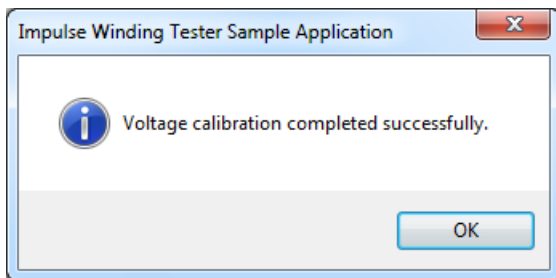 Impulse Winding Tester Sample Application
Voltage calibration completed successfully.
OK